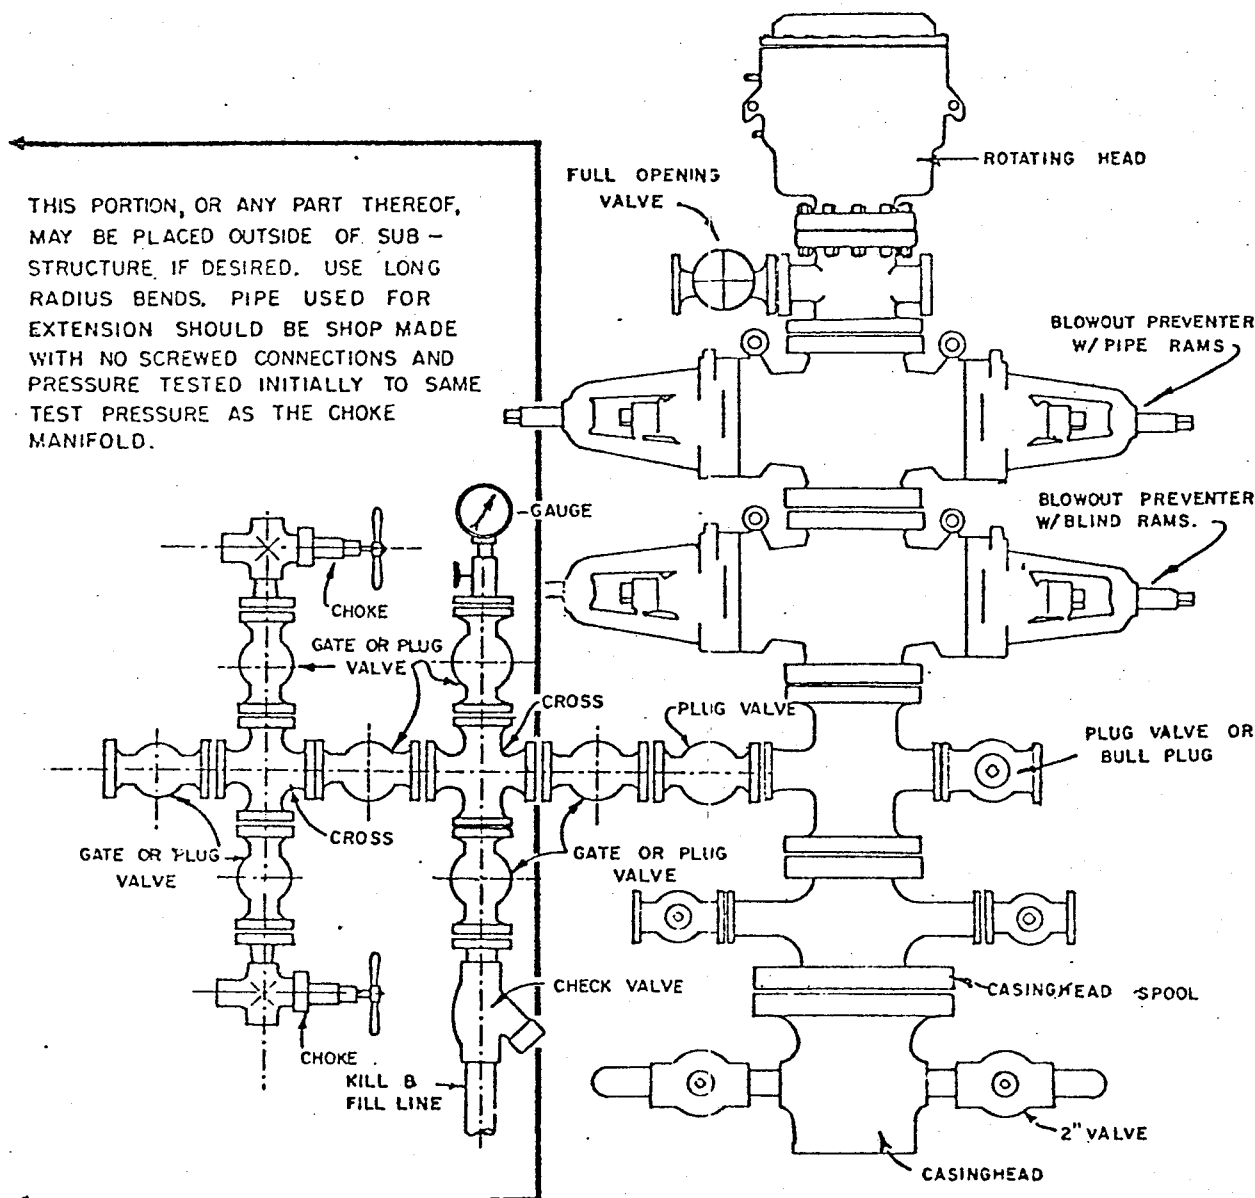 ROTATING HEAD
FULL OPENING
VALVE
THIS PORTION, OR ANY PART THEREOF,
MAY BE PLACED OUTSIDE OF SUB-
STRUCTURE IF DESIRED. USE LONG
RADIUS BENDS. PIPE USED FOR
EXTENSION SHOULD BE SHOP MADE
WITH NO SCREWED CONNECTIONS AND
PRESSURE TESTED INITIALLY TO SAME
TEST PRESSURE AS THE CHOKE
MANIFOLD.
BLOWOUT PREVENTER
W/PIPE RAMS
BLOWOUT PREVENTER
W/BLIND RAMS.
GAUGE
CHOKE
GATE OR PLUG
VALVE
CROSS
PLUG VALVE
PLUG VALVE OR
BULL PLUG
CROSS
GATE OR PLUG
VALVE
GATE OR PLUG
VALVE
CHECK VALVE
CASINGHEAD SPOOL
CHOKE
KILL &
FILL LINE
2" VALVE
CASINGHEAD